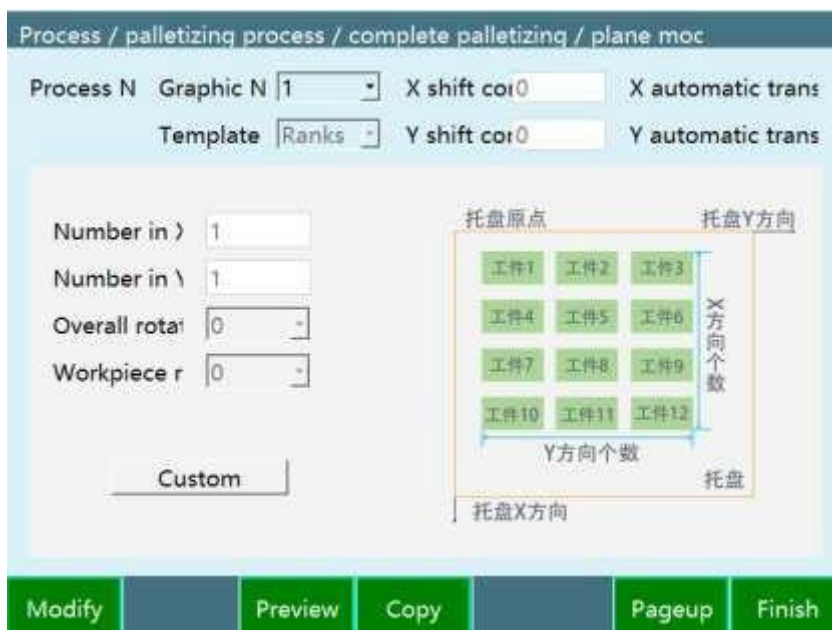 Process / palletizing process / complete palletizing / plane moc
Process N Graphic N 1 X shift coı 0 X automatic trans
Template Ranks Y shift coı 0 Y automatic trans
Number in 1
Number in 1
Overall rota 0
Workpiece r 0
Custom
托盘原点 托盘Y方向
工件1 工件2 工件3
工件4 工件5 工件6
工件7 工件8 工件9
工件10 工件11 工件12
X方向个数
Y方向个数
托盘
托盘X方向
Modify Preview Copy Pageup Finish